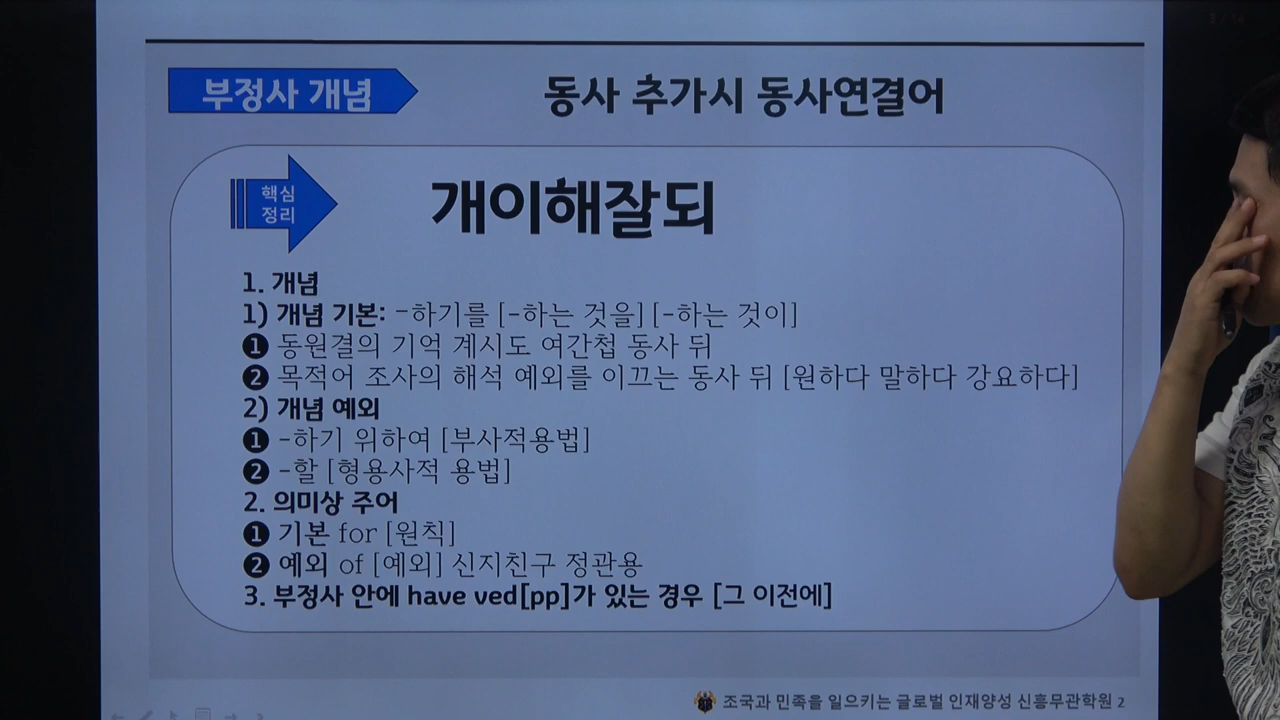 부정사 개념
동사 추가시 동사연결어
핵심
정리
개이해잘되
1. 개념
1) 개념 기본: -하기를 [-하는 것을] [-하는 것이]
❶ 동원결의 기억 계시도 여간첩 동사 뒤
❷ 목적어 조사의 해석 예외를 이끄는 동사 뒤 [원하다 말하다 강요하다]
2) 개념 예외
❶ -하기 위하여 [부사적용법]
❷ -할 [형용사적 용법]
2. 의미상 주어
❶ 기본 for [원칙]
❷ 예외 of [예외] 신지친구 정관용
3. 부정사 안에 have ved[pp]가 있는 경우 [그 이전에]
조국과 민족을 일으키는 글로벌 인재양성 신흥무관학원 2